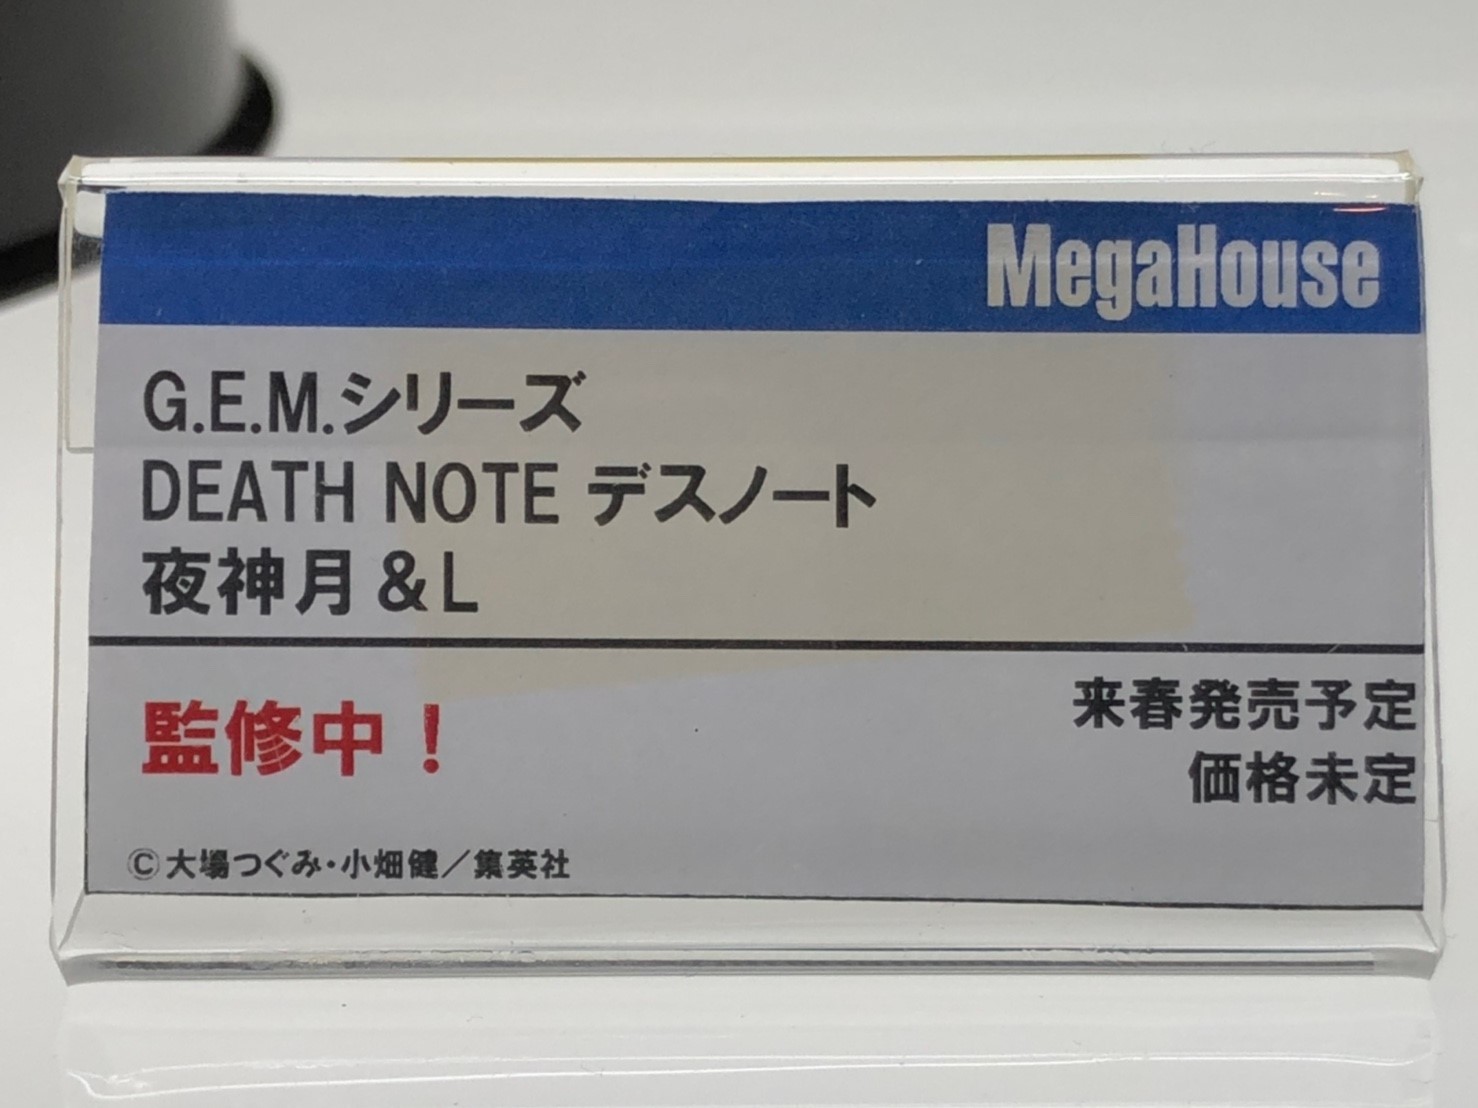 MegaHouse
G.E.M.シリーズ
DEATH NOTE デスノート
夜神月&L
監修中！
来春発売予定
価格未定
©大場つぐみ・小畑健／集英社